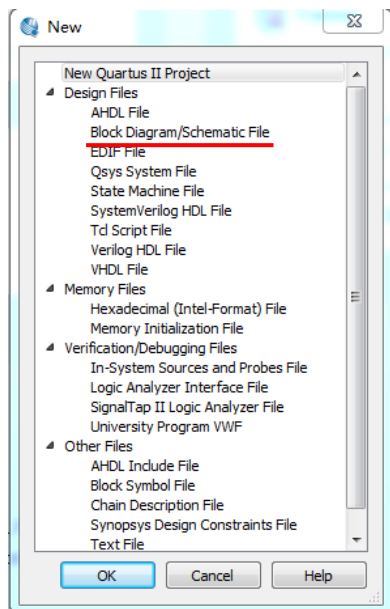 New
New Quartus II Project
Design Files
AHDL File
Block Diagram/Schematic File
EDIF File
Qsys System File
State Machine File
SystemVerilog HDL File
Tcl Script File
Verilog HDL File
VHDL File
Memory Files
Hexadecimal (Intel-Format) File
Memory Initialization File
Verification/Debugging Files
In-System Sources and Probes File
Logic Analyzer Interface File
SignalTap II Logic Analyzer File
University Program VWF
Other Files
AHDL Include File
Block Symbol File
Chain Description File
Synopsys Design Constraints File
Text File
OK Cancel Help